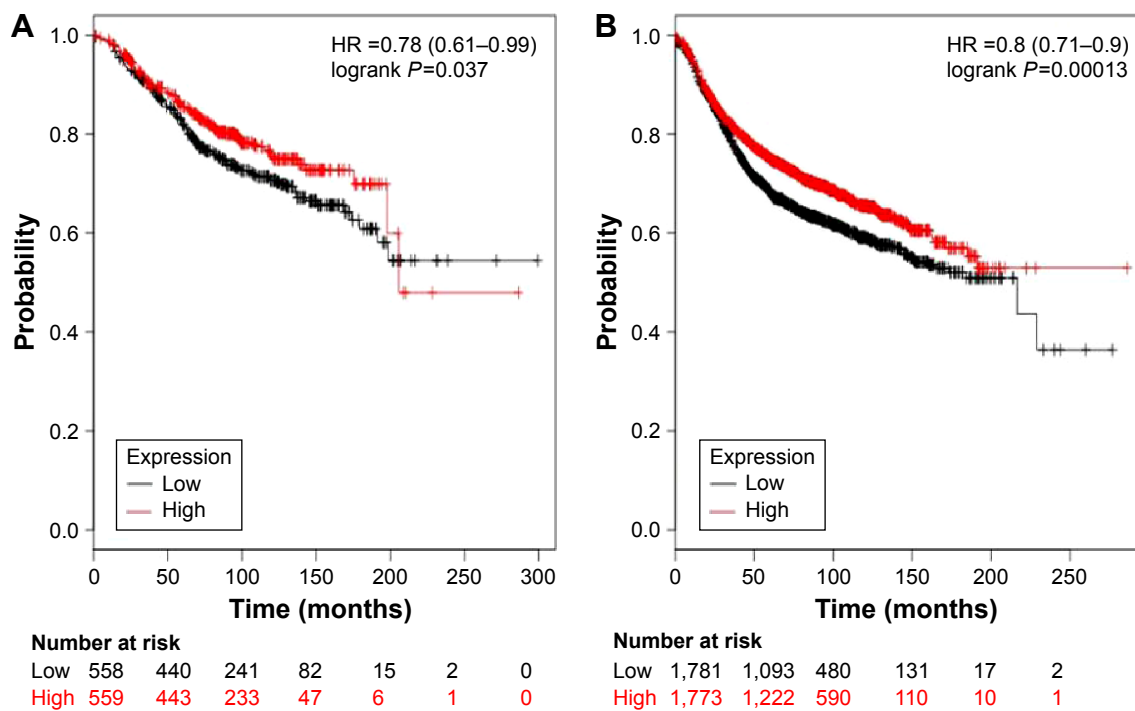 A
HR =0.78 (0.61–0.99)
logrank P=0.037
1.0
0.8
0.6
0.4
0.2
0.0
Probability
Expression
Low
High
0 50 100 150 200 250 300
Time (months)
Number at risk
Low 558 440 241 82 15 2 0
High 559 443 233 47 6 1 0
B
HR =0.8 (0.71–0.9)
logrank P=0.00013
1.0
0.8
0.6
0.4
0.2
0.0
Probability
Expression
Low
High
0 50 100 150 200 250
Time (months)
Number at risk
Low 1,781 1,093 480 131 17 2
High 1,773 1,222 590 110 10 1